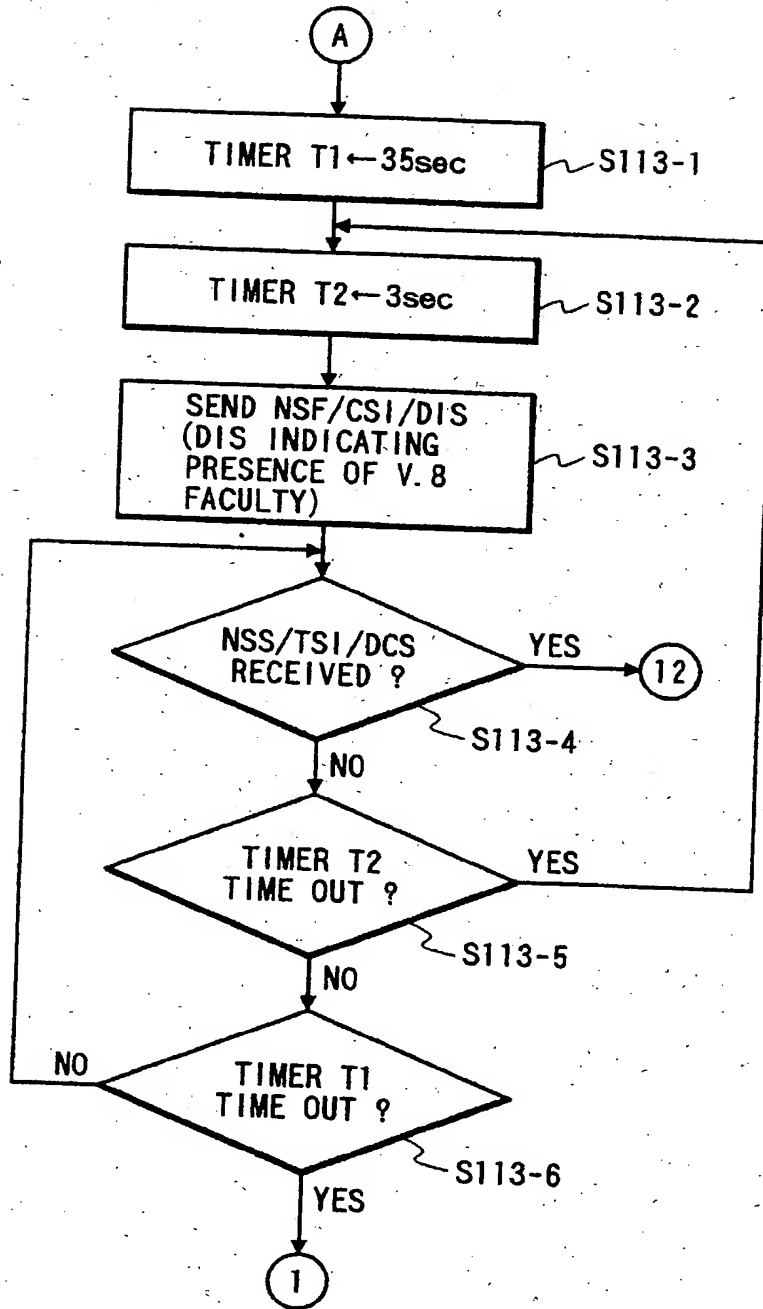 A
TIMER T1←35sec
S113-1
TIMER T2←3sec
S113-2
SEND NSF/CSI/DIS
(DIS INDICATING
PRESENCE OF V.8
FACULTY)
S113-3
NSS/TSI/DCS
RECEIVED ?
YES
12
S113-4
NO
TIMER T2
TIME OUT ?
YES
S113-5
NO
NO
TIMER T1
TIME OUT ?
S113-6
YES
1